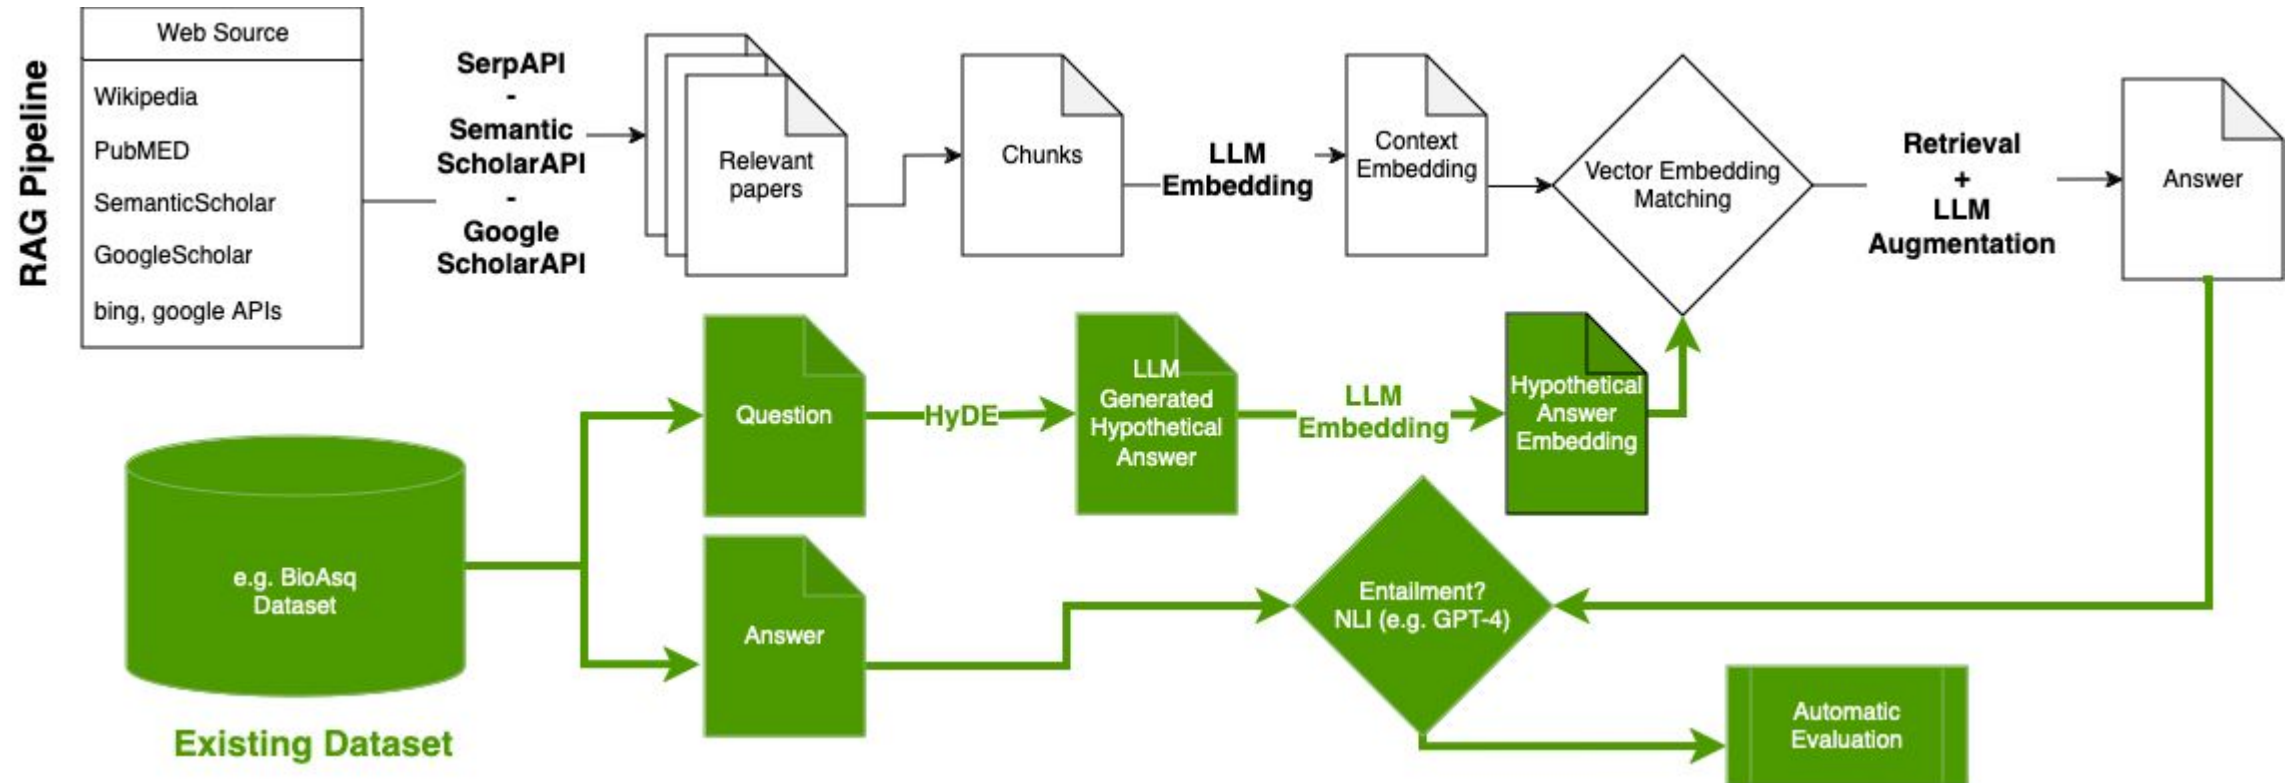 RAG Pipeline
Web Source
Wikipedia
PubMED
SemanticScholar
GoogleScholar
bing, google APIs
SerpAPI
-
Semantic
ScholarAPI
-
Google
ScholarAPI
Relevant
papers
Chunks
LLM
Embedding
Context
Embedding
Vector Embedding
Matching
Retrieval
+
LLM
Augmentation
Answer
Question
HyDE
LLM
Generated
Hypothetical
Answer
LLM
Embedding
Hypothetical
Answer
Embedding
e.g. BioAsq
Dataset
Existing Dataset
Answer
Entailment?
NLI (e.g. GPT-4)
Automatic
Evaluation